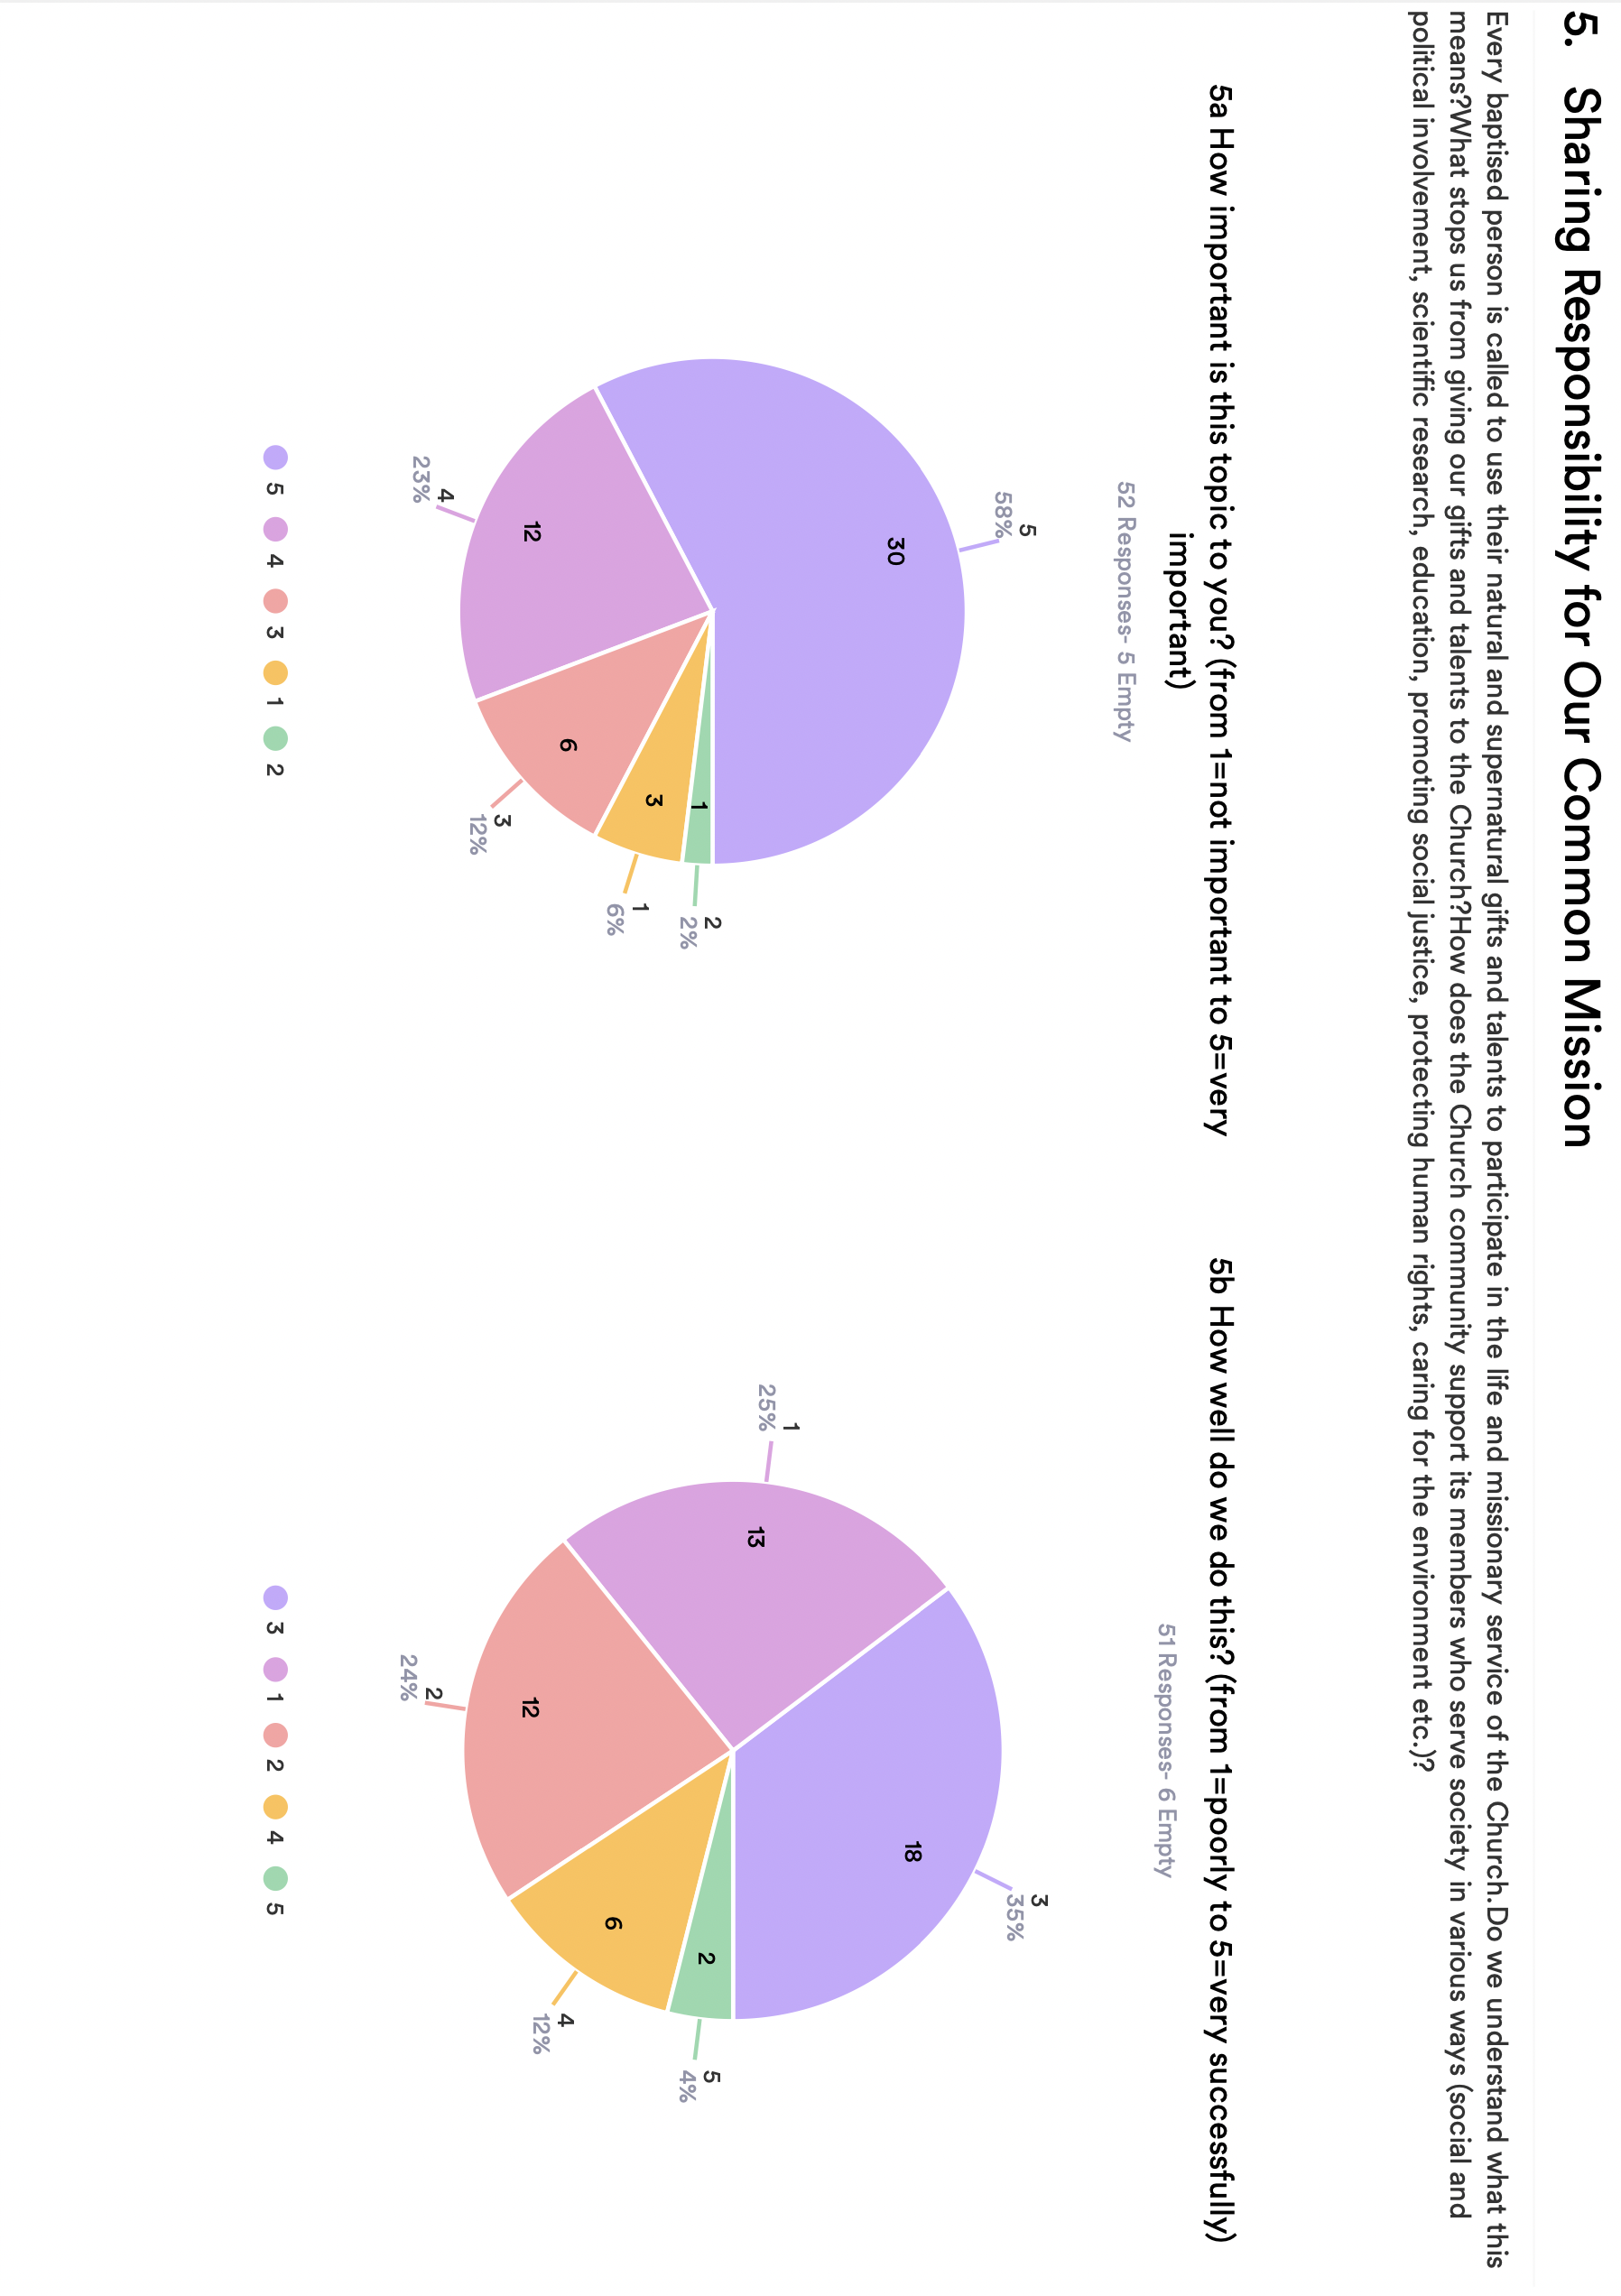 5. Sharing Responsibility for Our Common Mission
Every baptised person is called to use their natural and supernatural gifts and talents to participate in the life and missionary service of the Church.Do we understand what this
means?What stops us from giving our gifts and talents to the Church?How does the Church community support its members who serve society in various ways (social and
political involvement, scientific research, education, promoting social justice, protecting human rights, caring for the environment etc.)?
5a How important is this topic to you? (from 1=not important to 5=very
important)
52 Responses- 5 Empty
5
58%
30
4
23%
12
3
12%
6
1
6%
3
2
2%
1
5 4 3 1 2
5b How well do we do this? (from 1=poorly to 5=very successfully)
51 Responses- 6 Empty
3
35%
18
1
25%
13
2
24%
12
4
12%
6
5
4%
2
3 1 2 4 5